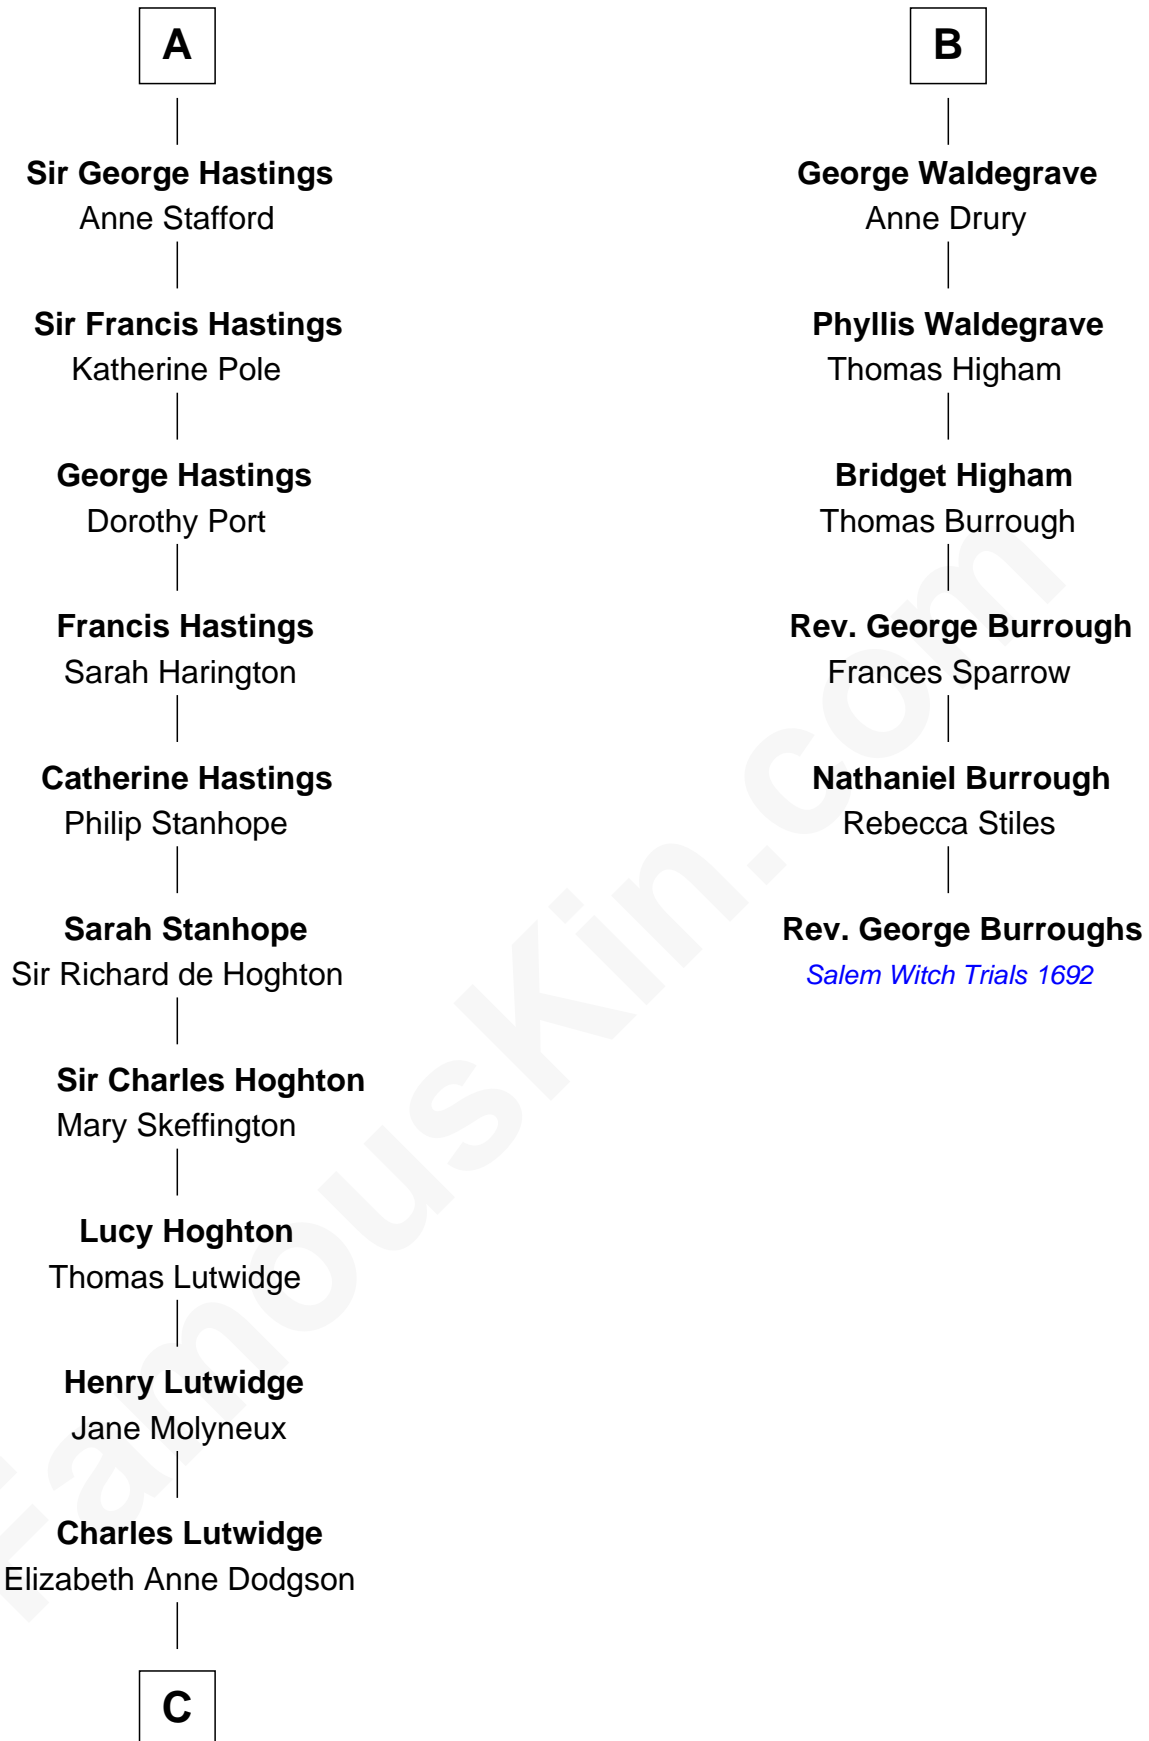 A
Sir George Hastings
Anne Stafford
Sir Francis Hastings
Katherine Pole
George Hastings
Dorothy Port
Francis Hastings
Sarah Harington
Catherine Hastings
Philip Stanhope
Sarah Stanhope
Sir Richard de Hoghton
Sir Charles Hoghton
Mary Skeffington
Lucy Hoghton
Thomas Lutwidge
Henry Lutwidge
Jane Molyneux
Charles Lutwidge
Elizabeth Anne Dodgson
C
B
George Waldegrave
Anne Drury
Phyllis Waldegrave
Thomas Higham
Bridget Higham
Thomas Burrough
Rev. George Burrough
Frances Sparrow
Nathaniel Burrough
Rebecca Stiles
Rev. George Burroughs
Salem Witch Trials 1692
FamousKin.com